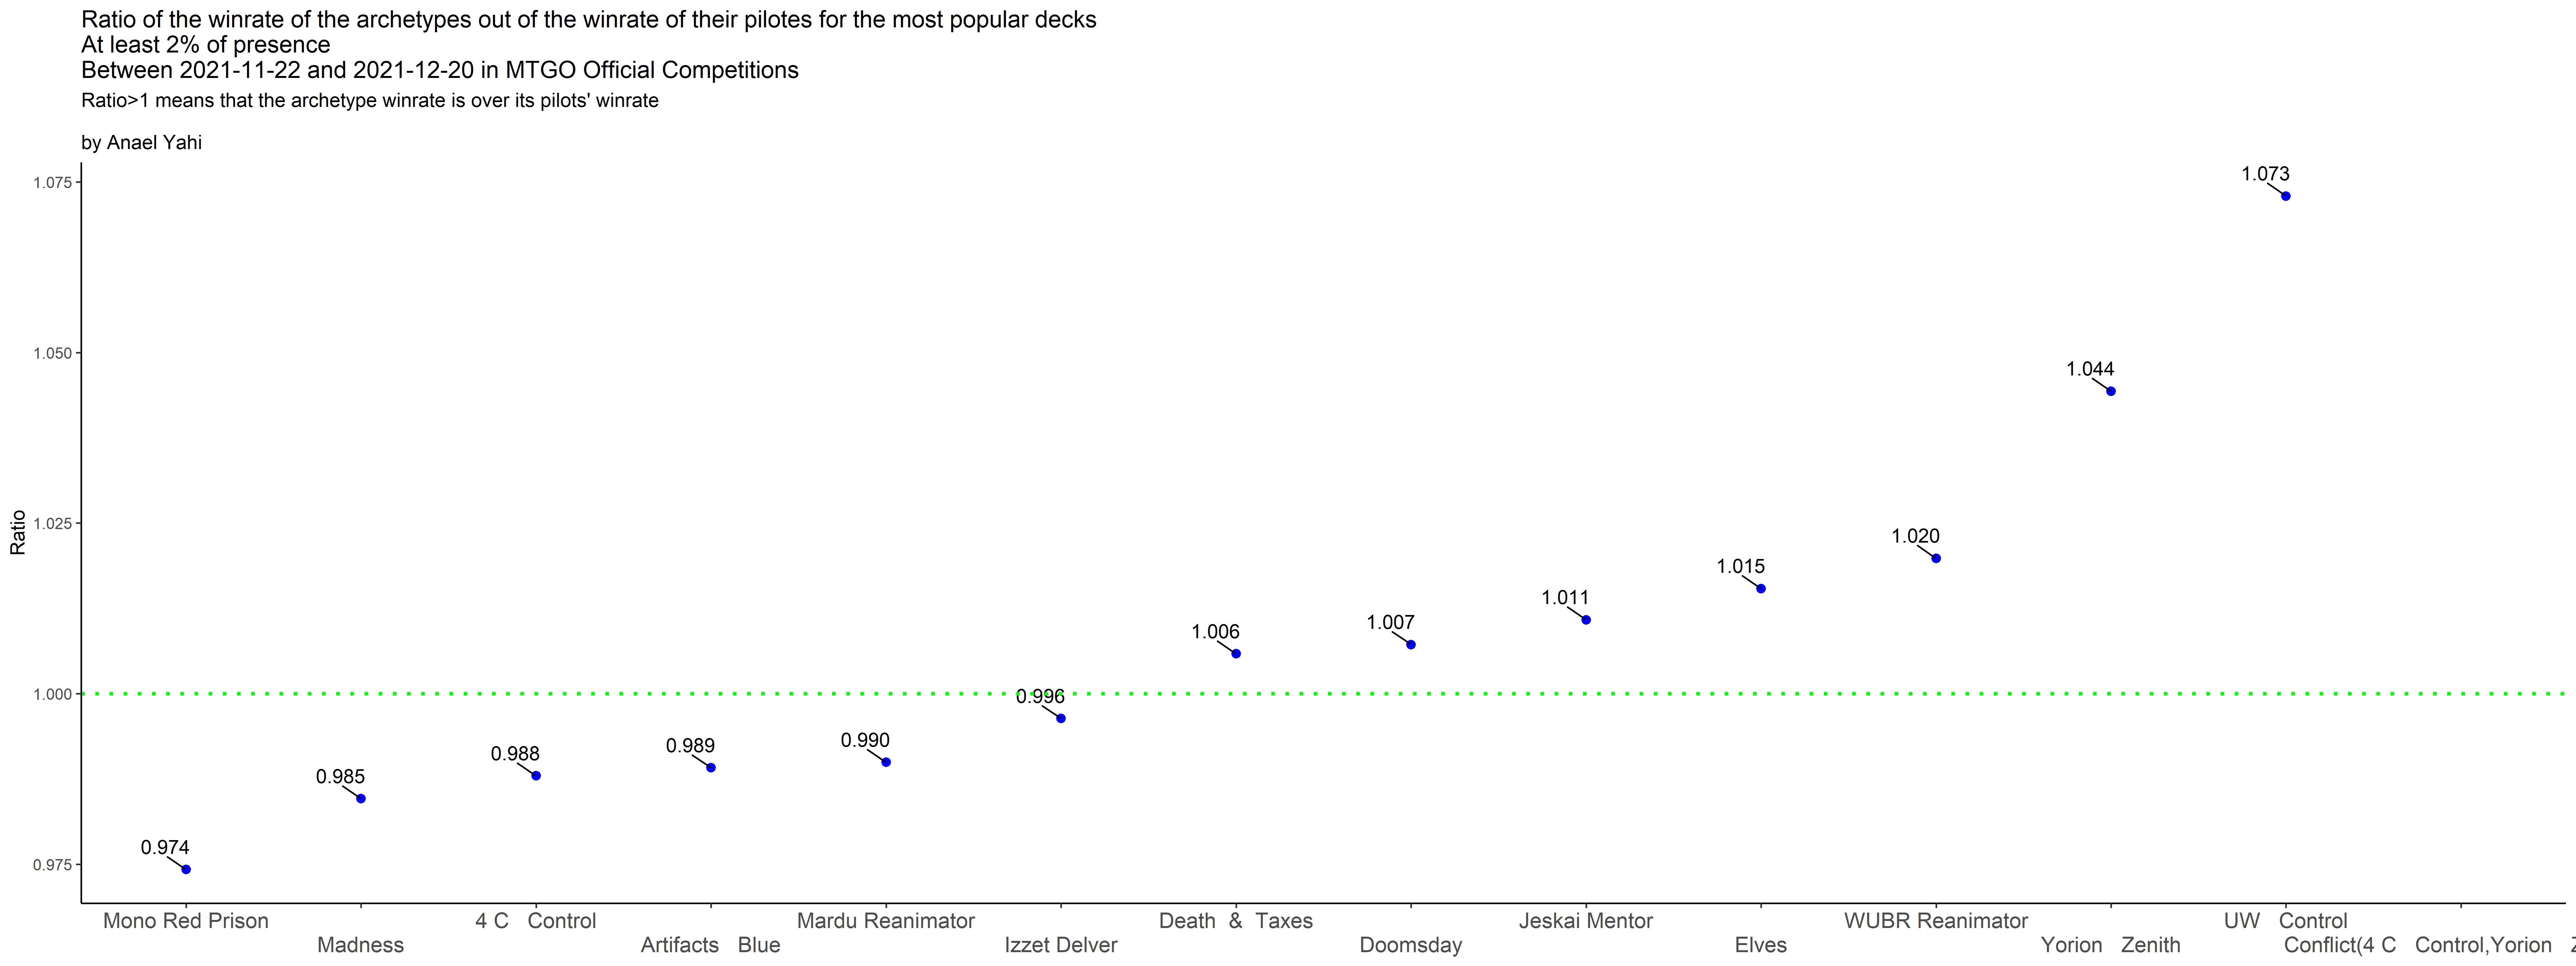 Ratio of the winrate of the archetypes out of the winrate of their pilotes for the most popular decks
At least 2% of presence
Between 2021-11-22 and 2021-12-20 in MTGO Official Competitions
Ratio>1 means that the archetype winrate is over its pilots' winrate
by Anael Yahi
Ratio
1.075
1.050
1.025
1.000
0.975
0.974
0.985
0.988
0.989
0.990
0.996
1.006
1.007
1.011
1.015
1.020
1.044
1.073
Mono Red Prison
Madness
4 C Control
Artifacts Blue
Mardu Reanimator
Izzet Delver
Death & Taxes
Doomsday
Jeskai Mentor
Elves
WUBR Reanimator
Yorion Zenith
UW Control
Conflict(4 C Control,Yorion